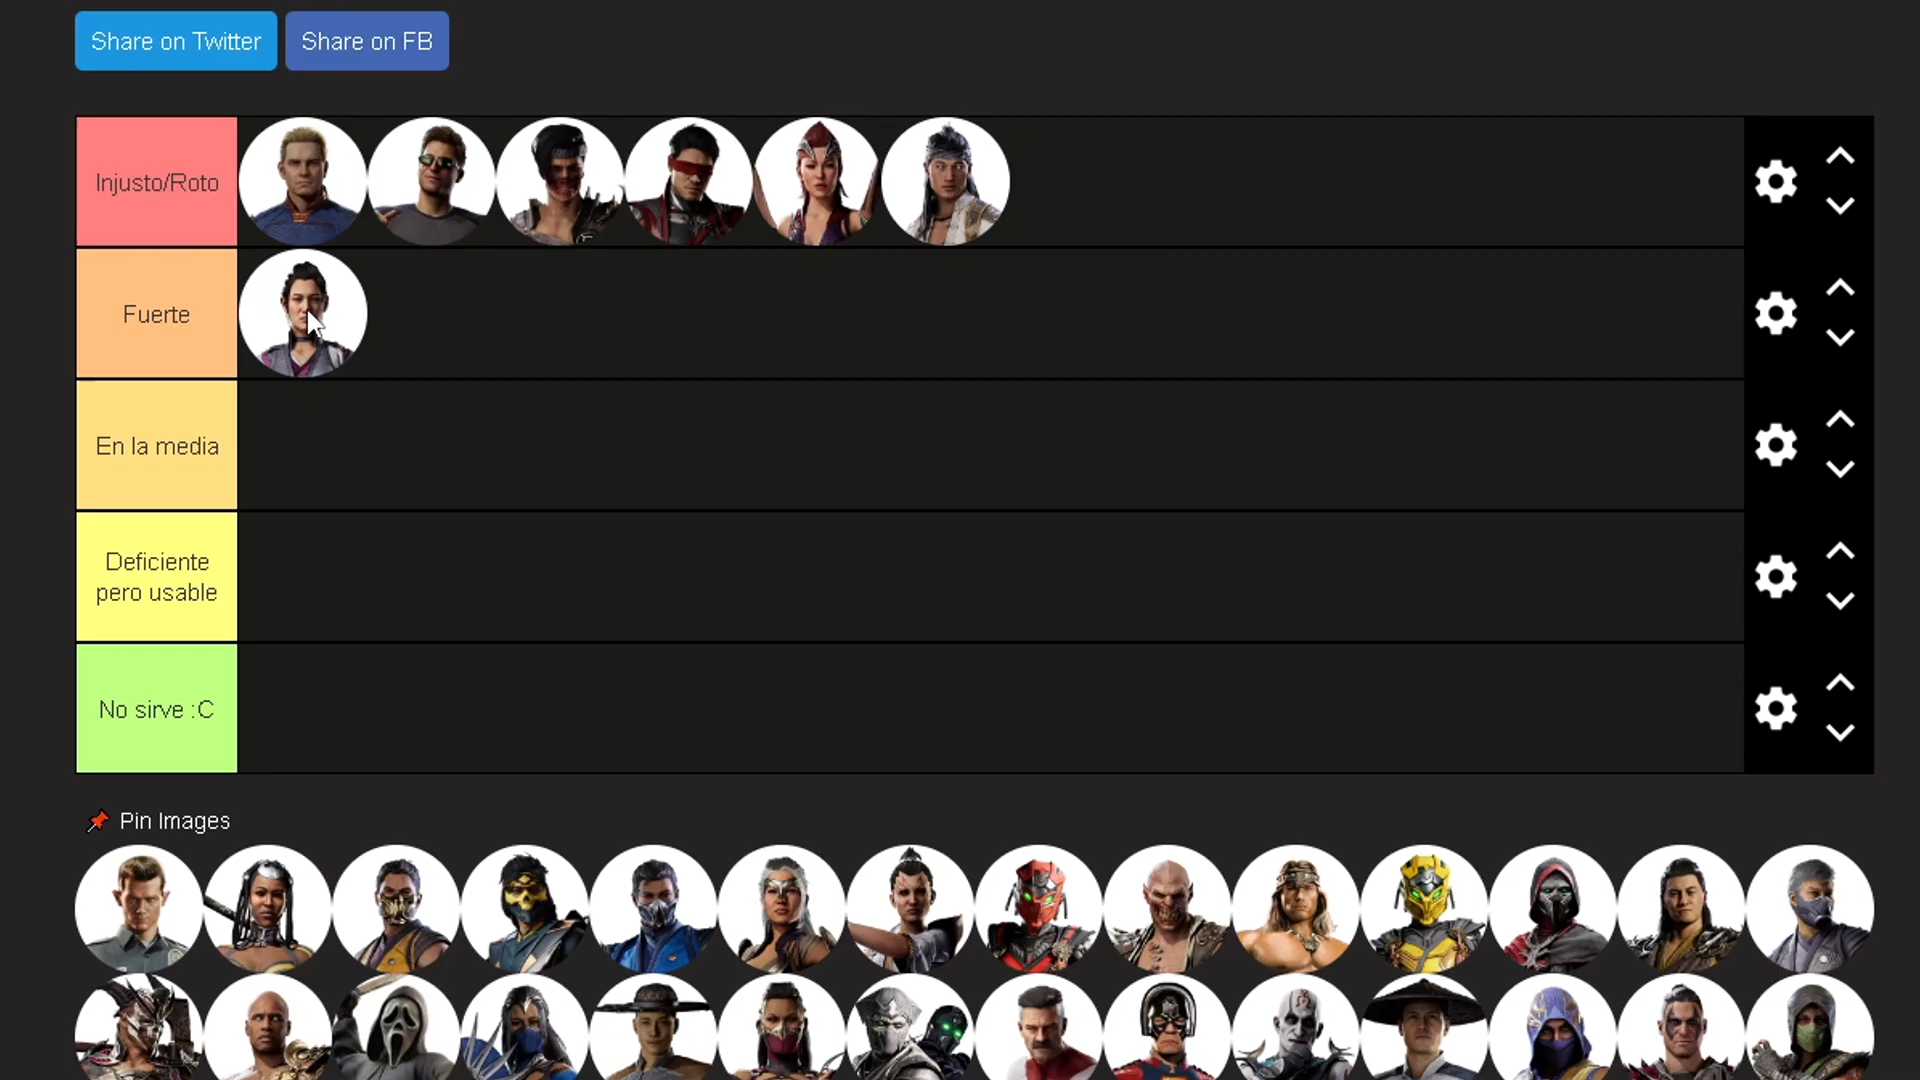 Share on Twitter
Share on FB
Injusto/Roto
Fuerte
En la media
Deficiente
pero usable
No sirve :C
Pin Images